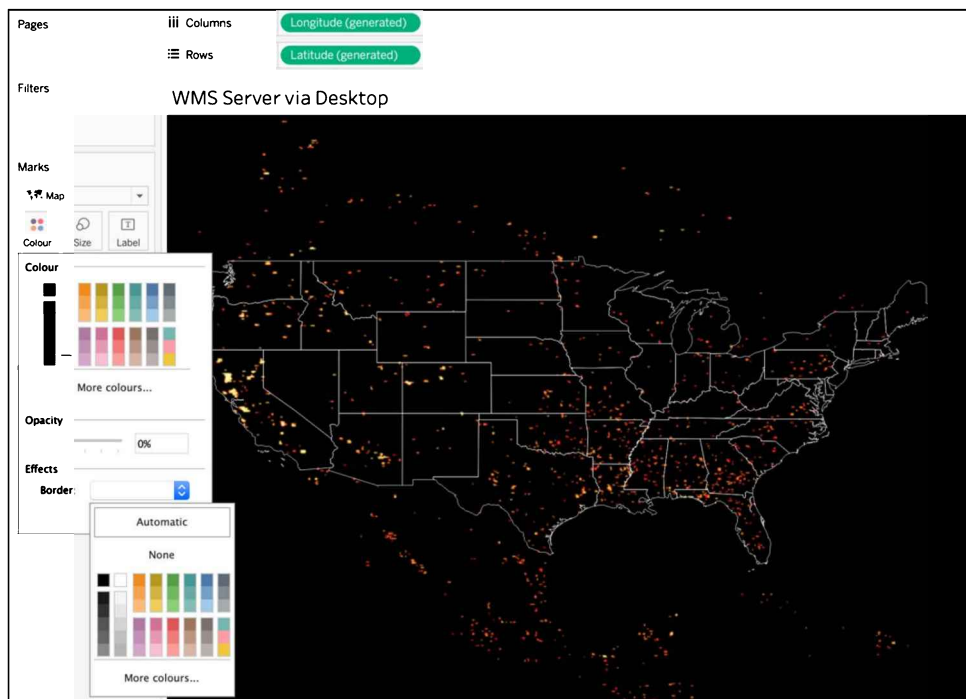 Pages
iii Columns
Longitude (generated)
Rows
Latitude (generated)
Filters
WMS Server via Desktop
Marks
Map
Colour
Size
Label
Colour
More colours...
Opacity
0%
Effects
Border:
Automatic
None
More colours...